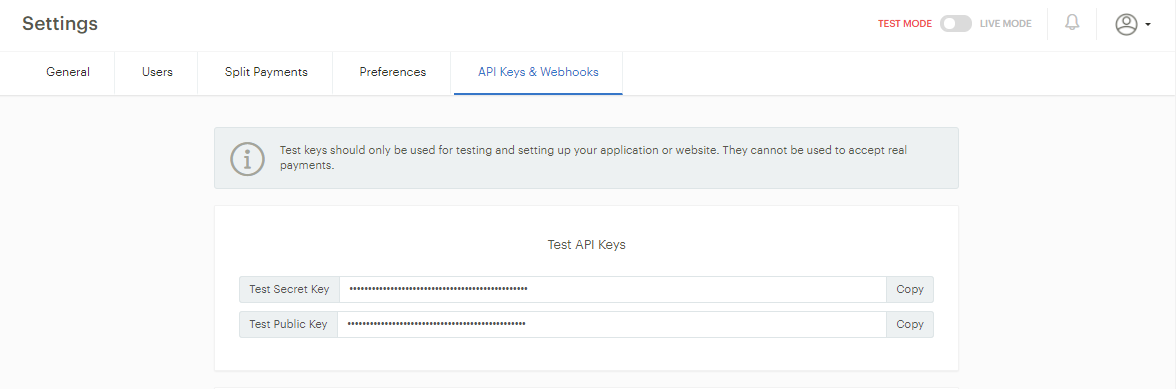 Settings
TEST MODE LIVE MODE
General Users Split Payments Preferences API Keys & Webhooks
Test keys should only be used for testing and setting up your application or website. They cannot be used to accept real
payments.
Test API Keys
Test Secret Key •••••••••••••••••••••••••••••••••••••••••••••••• Copy
Test Public Key •••••••••••••••••••••••••••••••••••••••••••••••• Copy